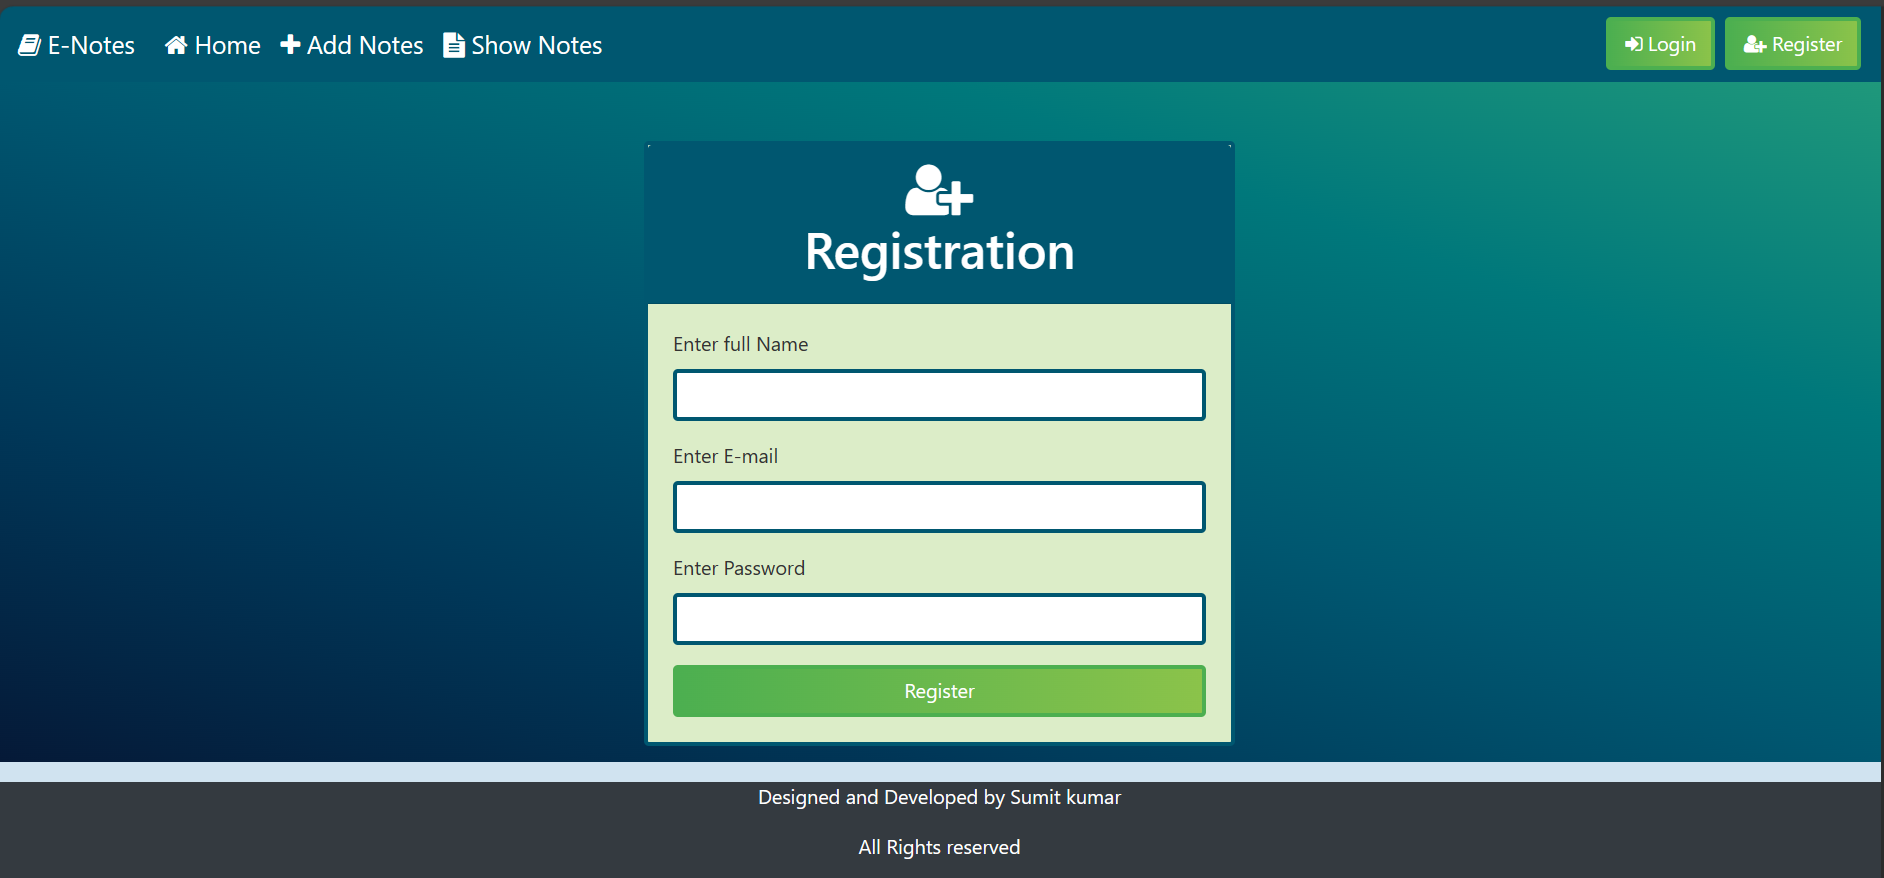 E-Notes Home Add Notes Show Notes Login Register
Registration
Enter full Name
Enter E-mail
Enter Password
Register
Designed and Developed by Sumit kumar
All Rights reserved